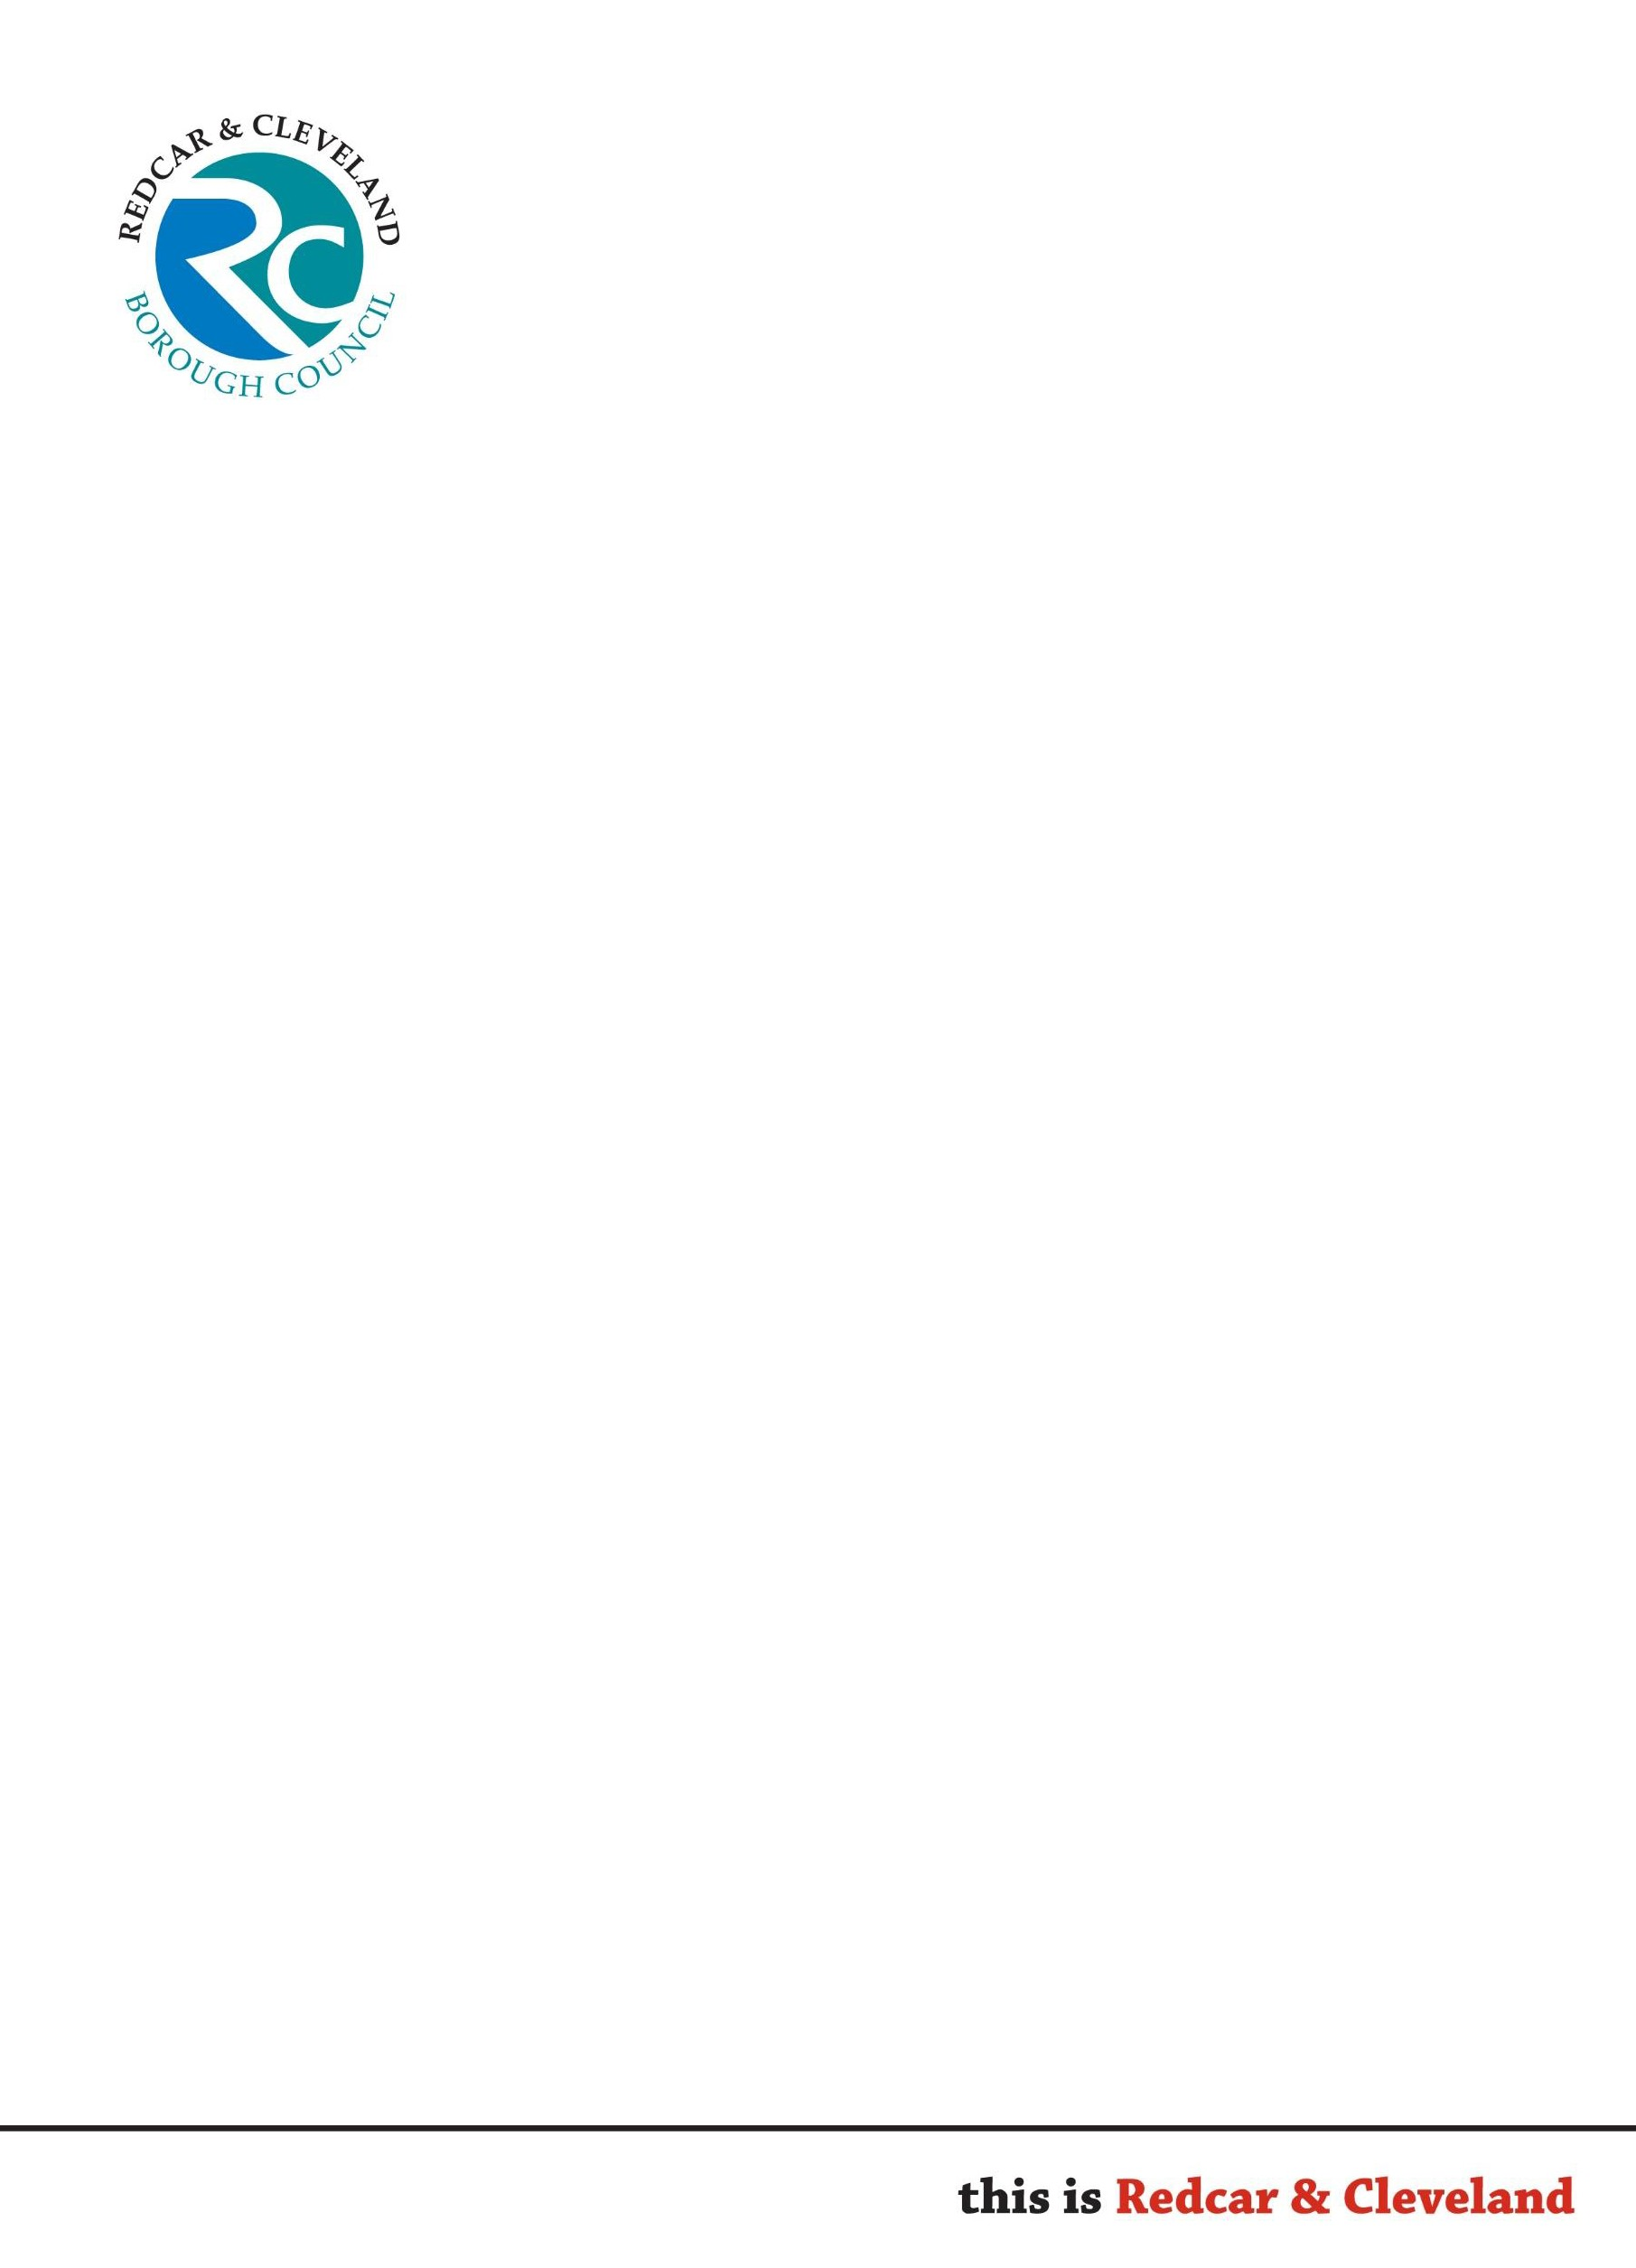 REDCAR & CLEVELAND
RC
BOROUGH COUNCIL
this is Redcar & Cleveland